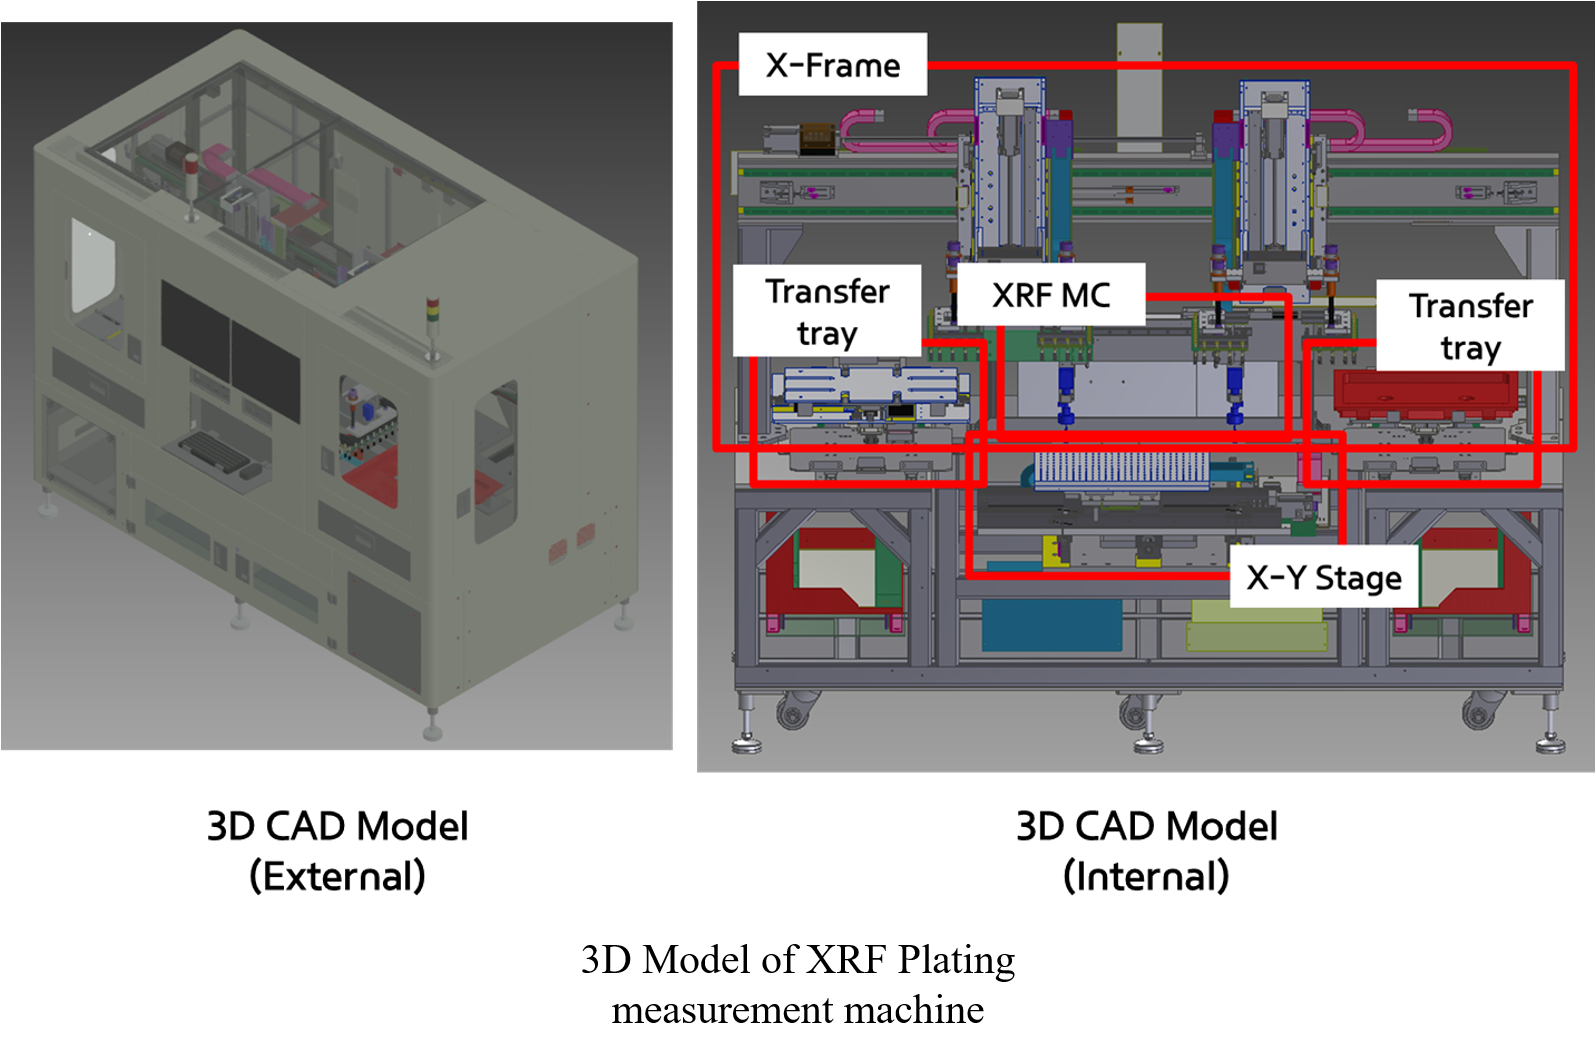 X-Frame
Transfer
tray
XRF MC
Transfer
tray
X-Y Stage
3D CAD Model
(External)
3D CAD Model
(Internal)
3D Model of XRF Plating
measurement machine